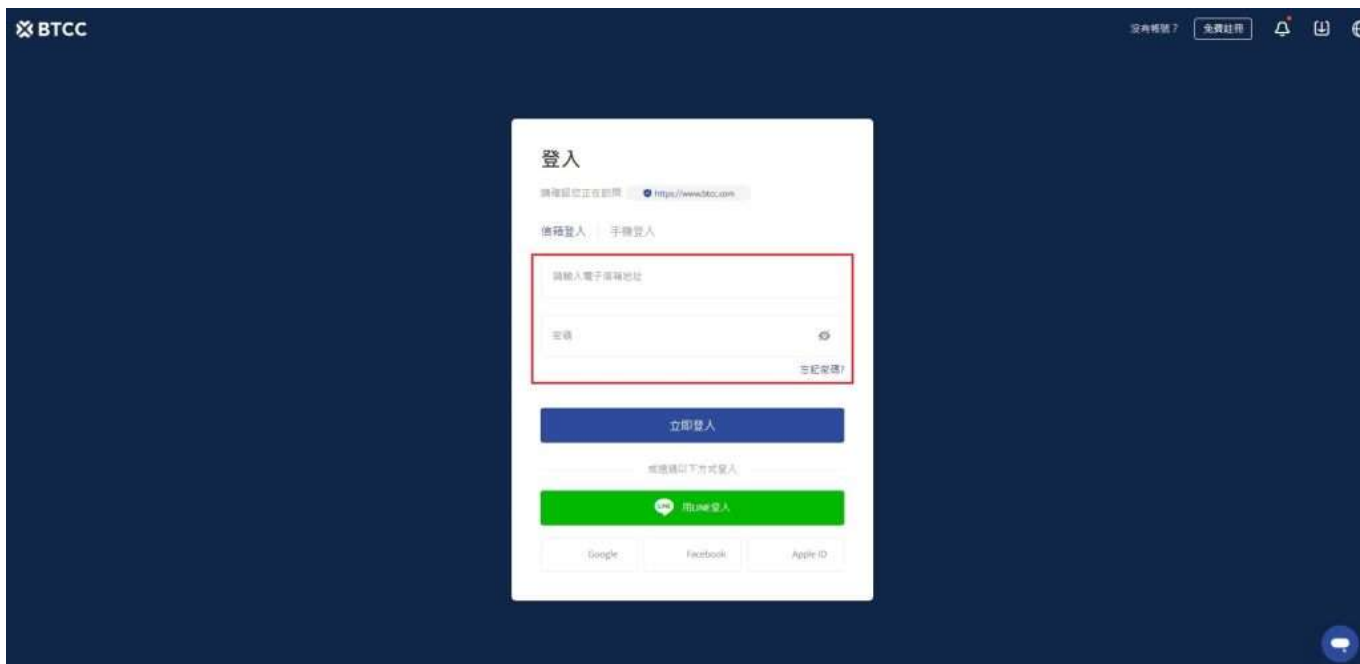 BTCC
沒有帳號？ 免費註冊
登入
請確認您正在訪問 https://www.btcc.com
信箱登入 手機登入
請輸入電子信箱地址
密碼
忘記密碼?
立即登入
或透過以下方式登入
LINE 用LINE登入
Google Facebook Apple ID